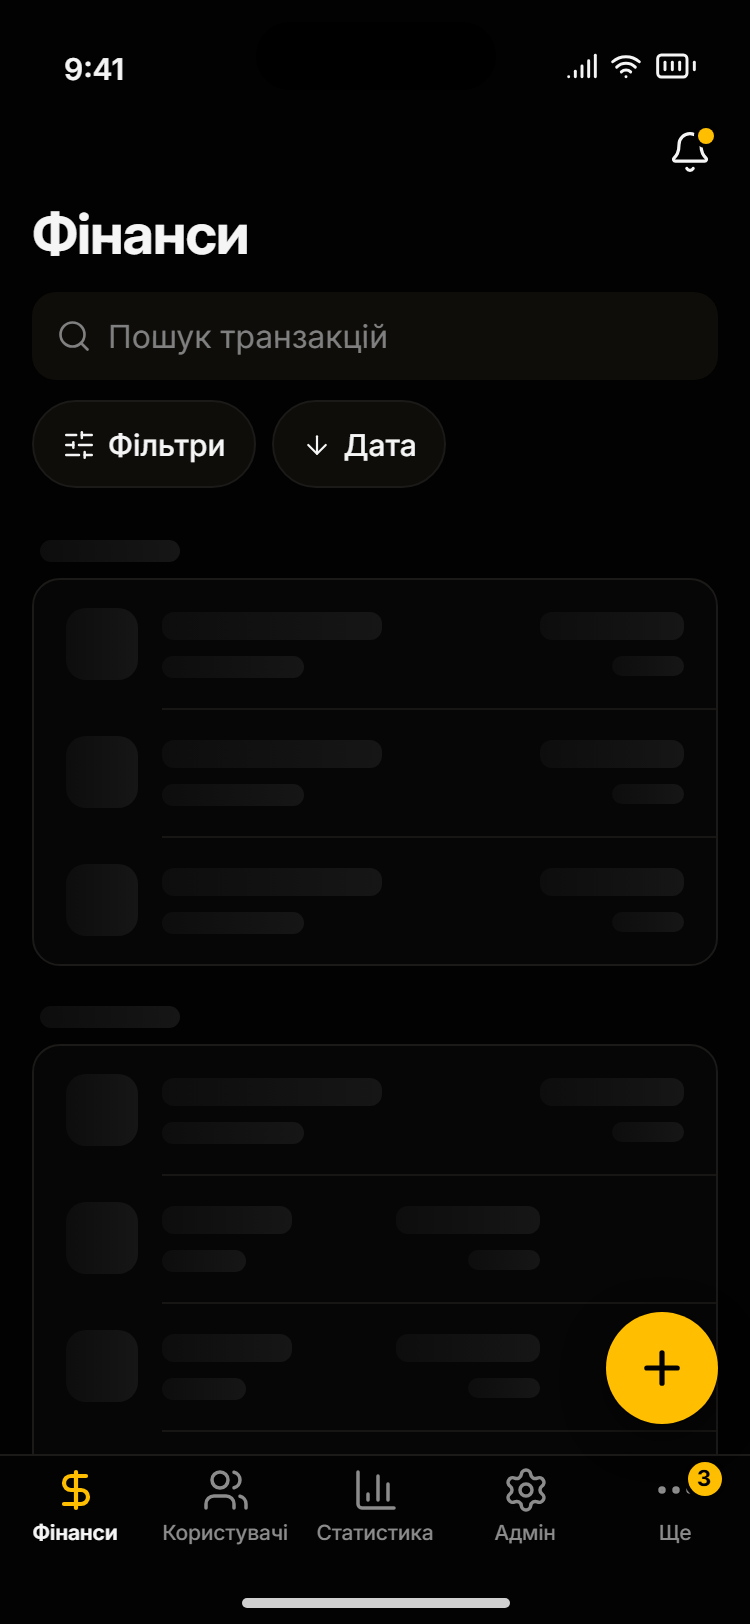 9:41
Фінанси
Пошук транзакцій
Фільтри
Дата
3
Фінанси
Користувачі
Статистика
Адмін
Ще